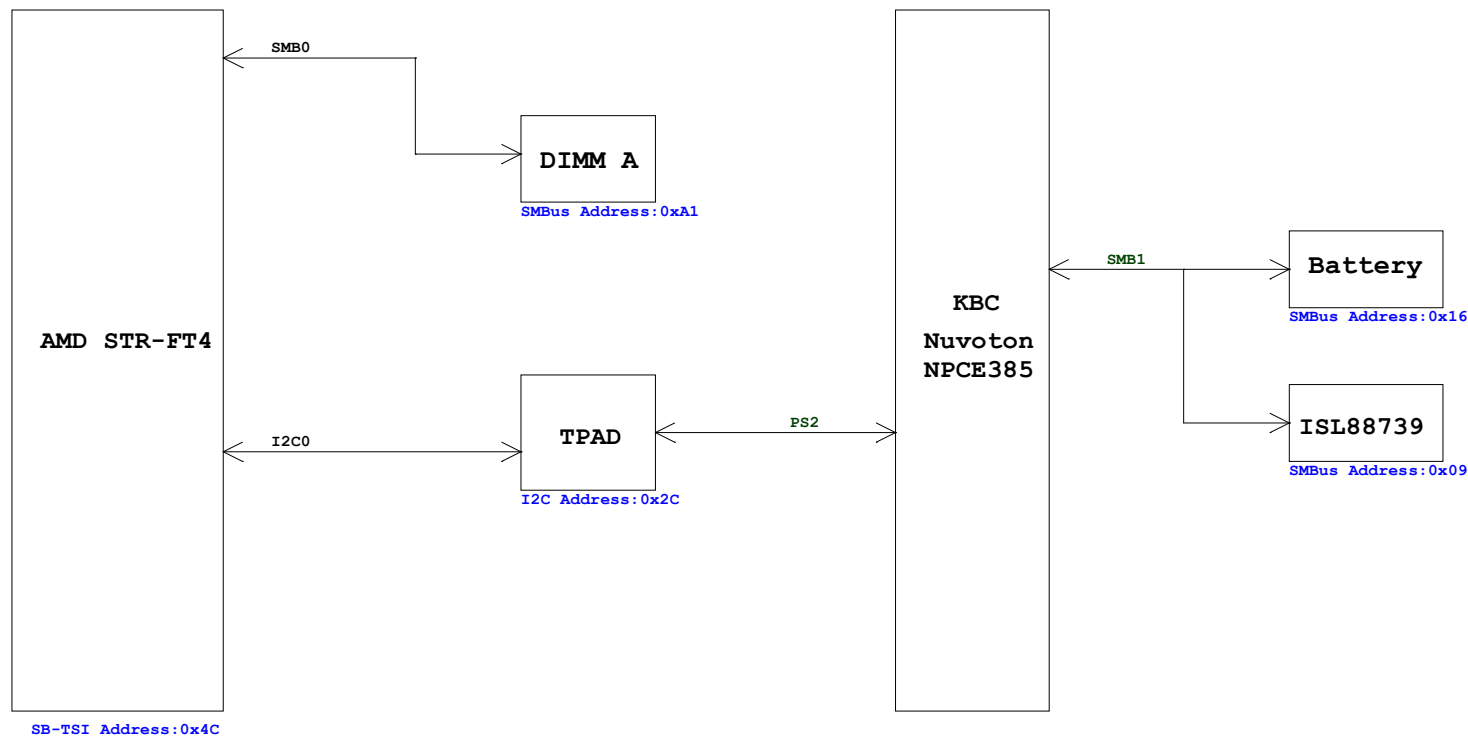 SMB0
DIMM A
SMBus Address:0xA1
SMB1
Battery
SMBus Address:0x16
KBC
Nuvoton
NPCE385
AMD STR-FT4
ISL88739
SMBus Address:0x09
PS2
TPAD
I2C0
I2C Address:0x2C
SB-TSI Address:0x4C